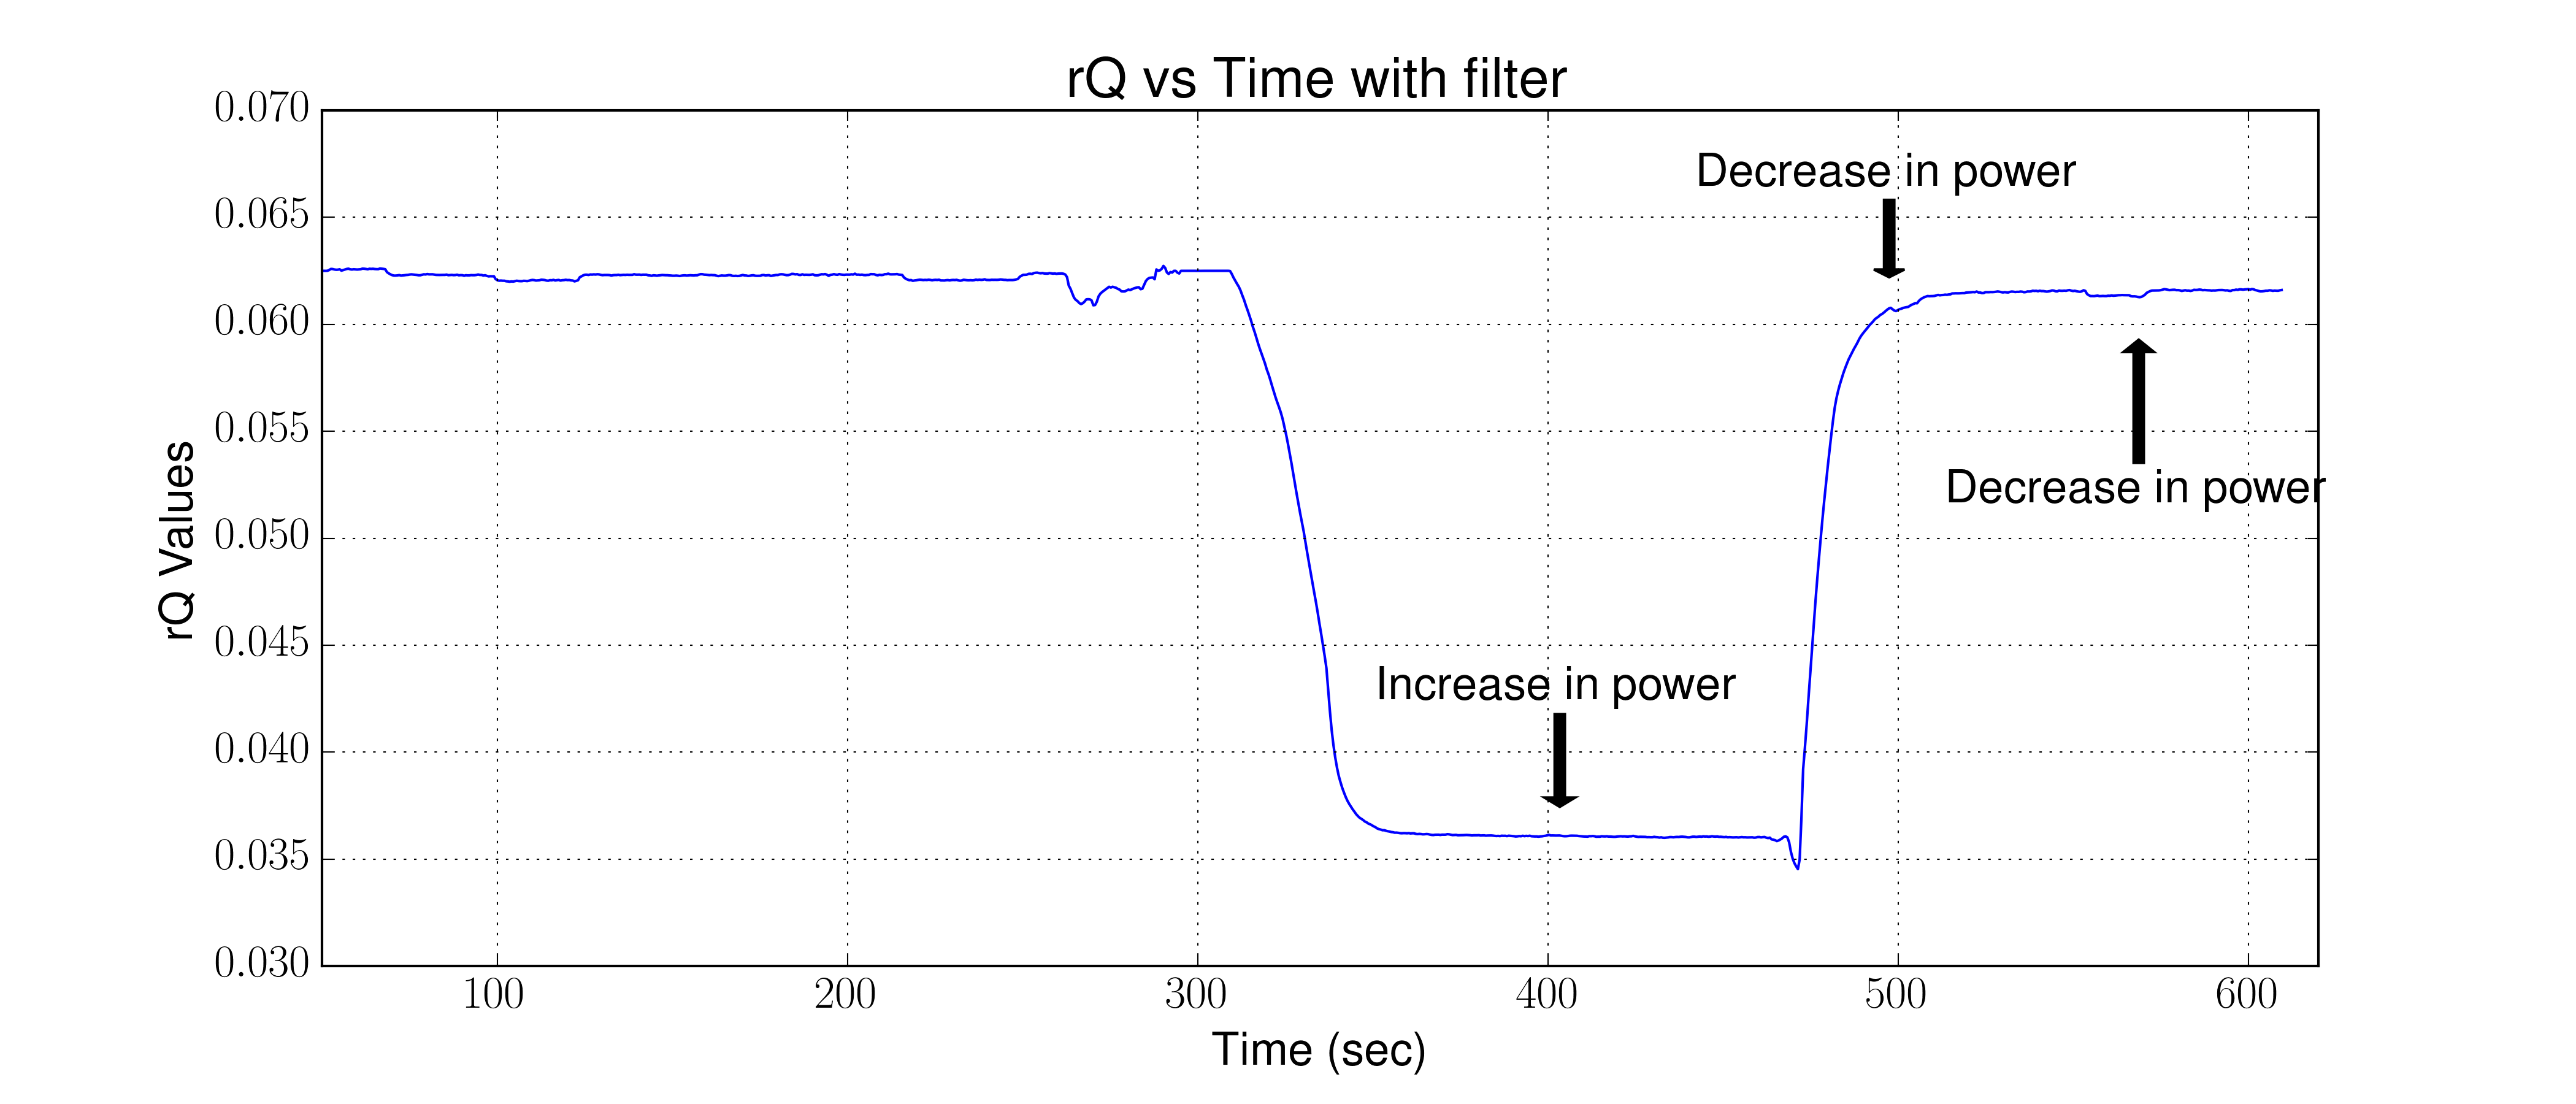 rQ vs Time with filter
0.070
0.065
0.060
0.055
0.050
0.045
0.040
0.035
0.030
rQ Values
Decrease in power
Decrease in power
Increase in power
100 200 300 400 500 600
Time (sec)